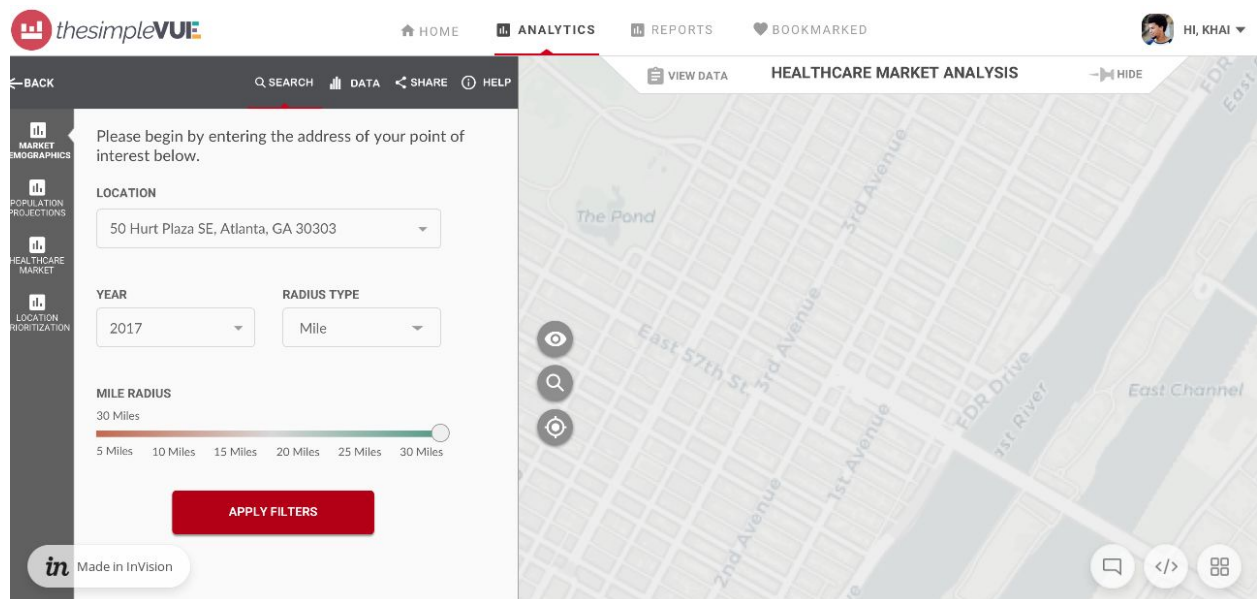 thesimpleVUE
HOME
ANALYTICS
REPORTS
BOOKMARKED
HI, KHAI
BACK
SEARCH
DATA
SHARE
HELP
VIEW DATA
HEALTHCARE MARKET ANALYSIS
HIDE
MARKET
EMOGRAPHICS
POPULATION
PROJECTIONS
HEALTHCARE
MARKET
LOCATION
RIORITIZATION
Please begin by entering the address of your point of
interest below.
LOCATION
50 Hurt Plaza SE, Atlanta, GA 30303
YEAR
RADIUS TYPE
2017
Mile
MILE RADIUS
30 Miles
5 Miles 10 Miles 15 Miles 20 Miles 25 Miles 30 Miles
APPLY FILTERS
in Made in InVision
The Pond
3rd Avenue
East 57th St.
3rd Avenue
FDR Drive
East Channel
1st Avenue
2nd Avenue
FDR
East